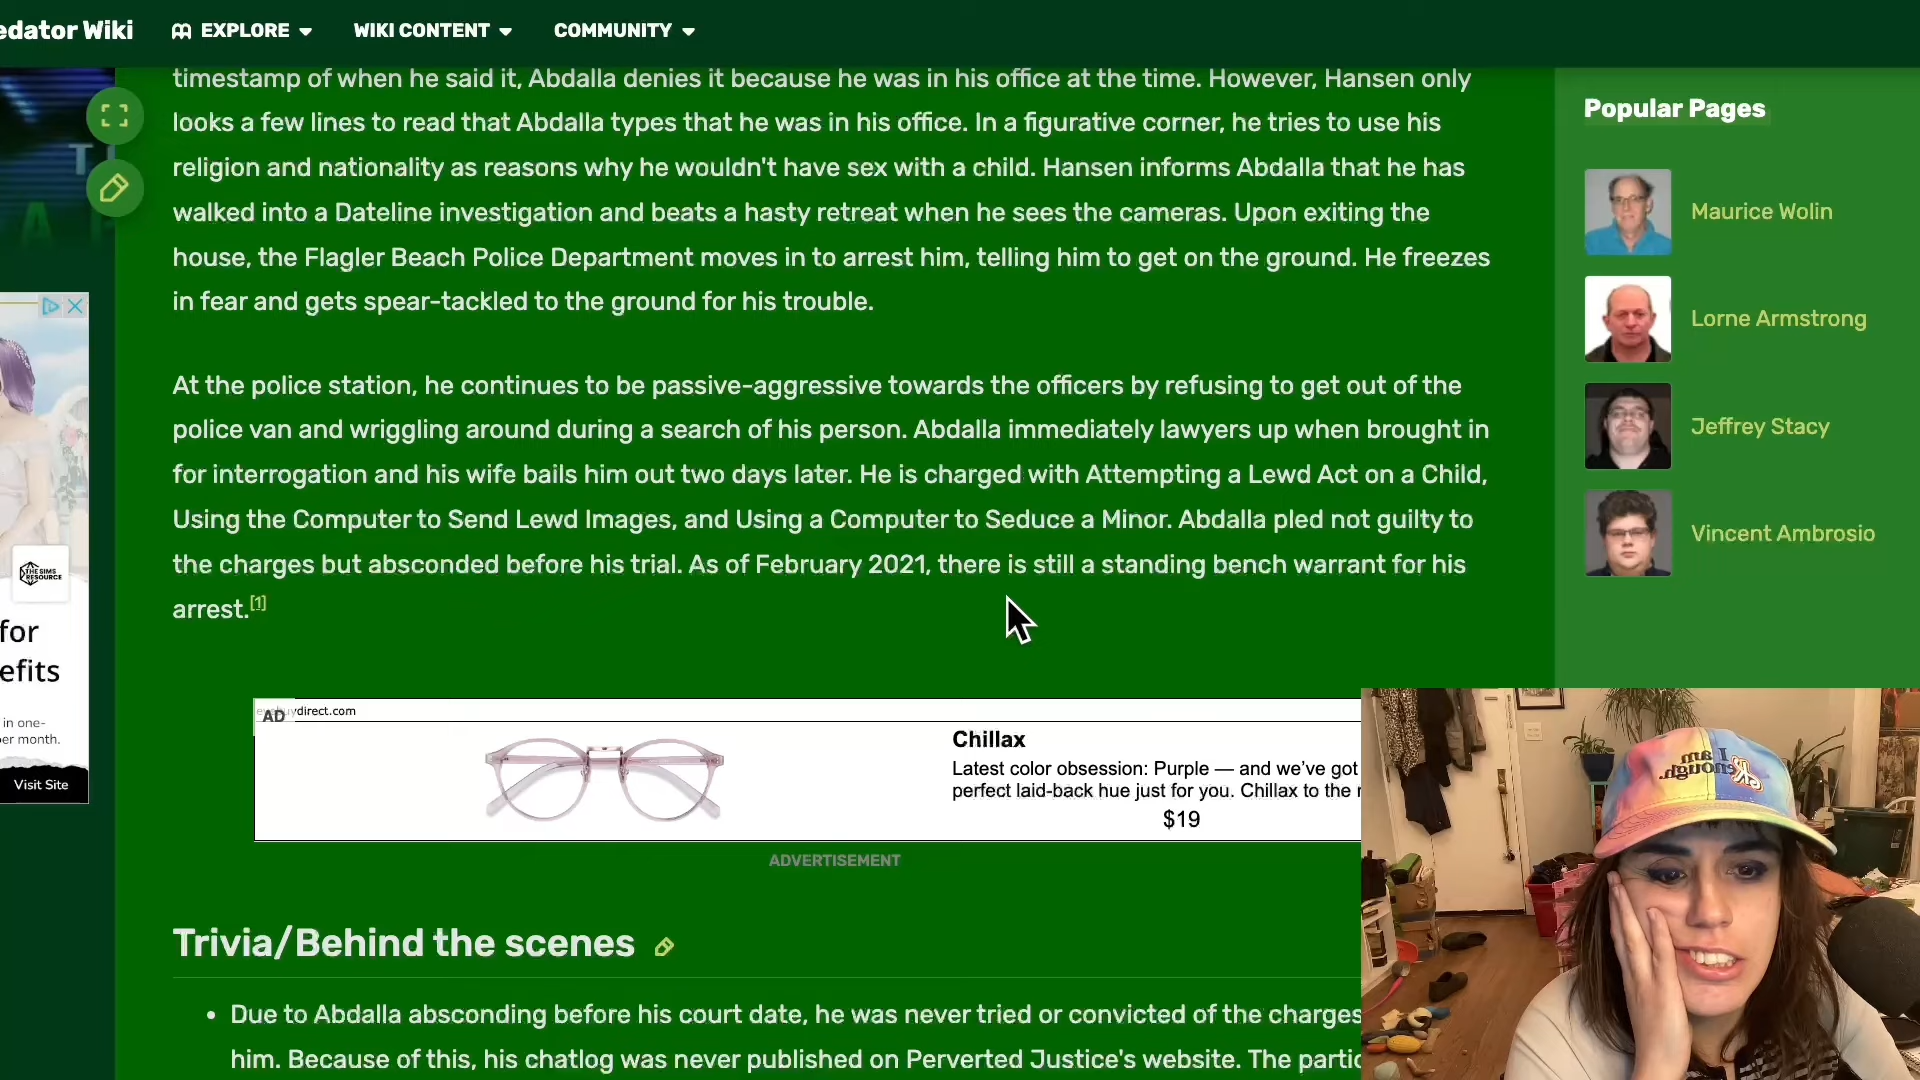 edator Wiki
EXPLORE
WIKI CONTENT
COMMUNITY
timestamp of when he said it, Abdalla denies it because he was in his office at the time. However, Hansen only
looks a few lines to read that Abdalla types that he was in his office. In a figurative corner, he tries to use his
religion and nationality as reasons why he wouldn't have sex with a child. Hansen informs Abdalla that he has
walked into a Dateline investigation and beats a hasty retreat when he sees the cameras. Upon exiting the
house, the Flagler Beach Police Department moves in to arrest him, telling him to get on the ground. He freezes
in fear and gets spear-tackled to the ground for his trouble.
At the police station, he continues to be passive-aggressive towards the officers by refusing to get out of the
police van and wriggling around during a search of his person. Abdalla immediately lawyers up when brought in
for interrogation and his wife bails him out two days later. He is charged with Attempting a Lewd Act on a Child,
Using the Computer to Send Lewd Images, and Using a Computer to Seduce a Minor. Abdalla pled not guilty to
the charges but absconded before his trial. As of February 2021, there is still a standing bench warrant for his
arrest.[1]
Popular Pages
Maurice Wolin
Lorne Armstrong
Jeffrey Stacy
Vincent Ambrosio
THE SIMS
RESOURCE
for
efits
in one-
er month.
Visit Site
AD
ydirect.com
Chillax
Latest color obsession: Purple — and we've got
perfect laid-back hue just for you. Chillax to the r
$19
ADVERTISEMENT
Trivia/Behind the scenes
• Due to Abdalla absconding before his court date, he was never tried or convicted of the charges
him. Because of this, his chatlog was never published on Perverted Justice's website. The partic
I am
enough.